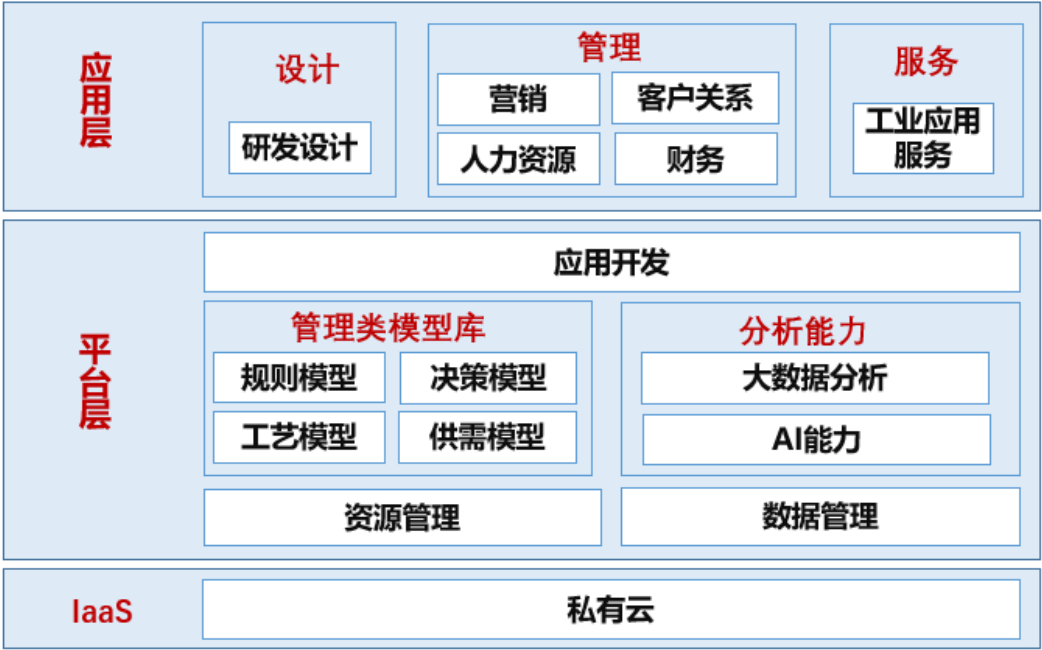 应用层
设计
研发设计
管理
营销
客户关系
人力资源
财务
服务
工业应用
服务
平台层
应用开发
管理类模型库
规则模型
决策模型
工艺模型
供需模型
分析能力
大数据分析
AI能力
资源管理
数据管理
IaaS
私有云